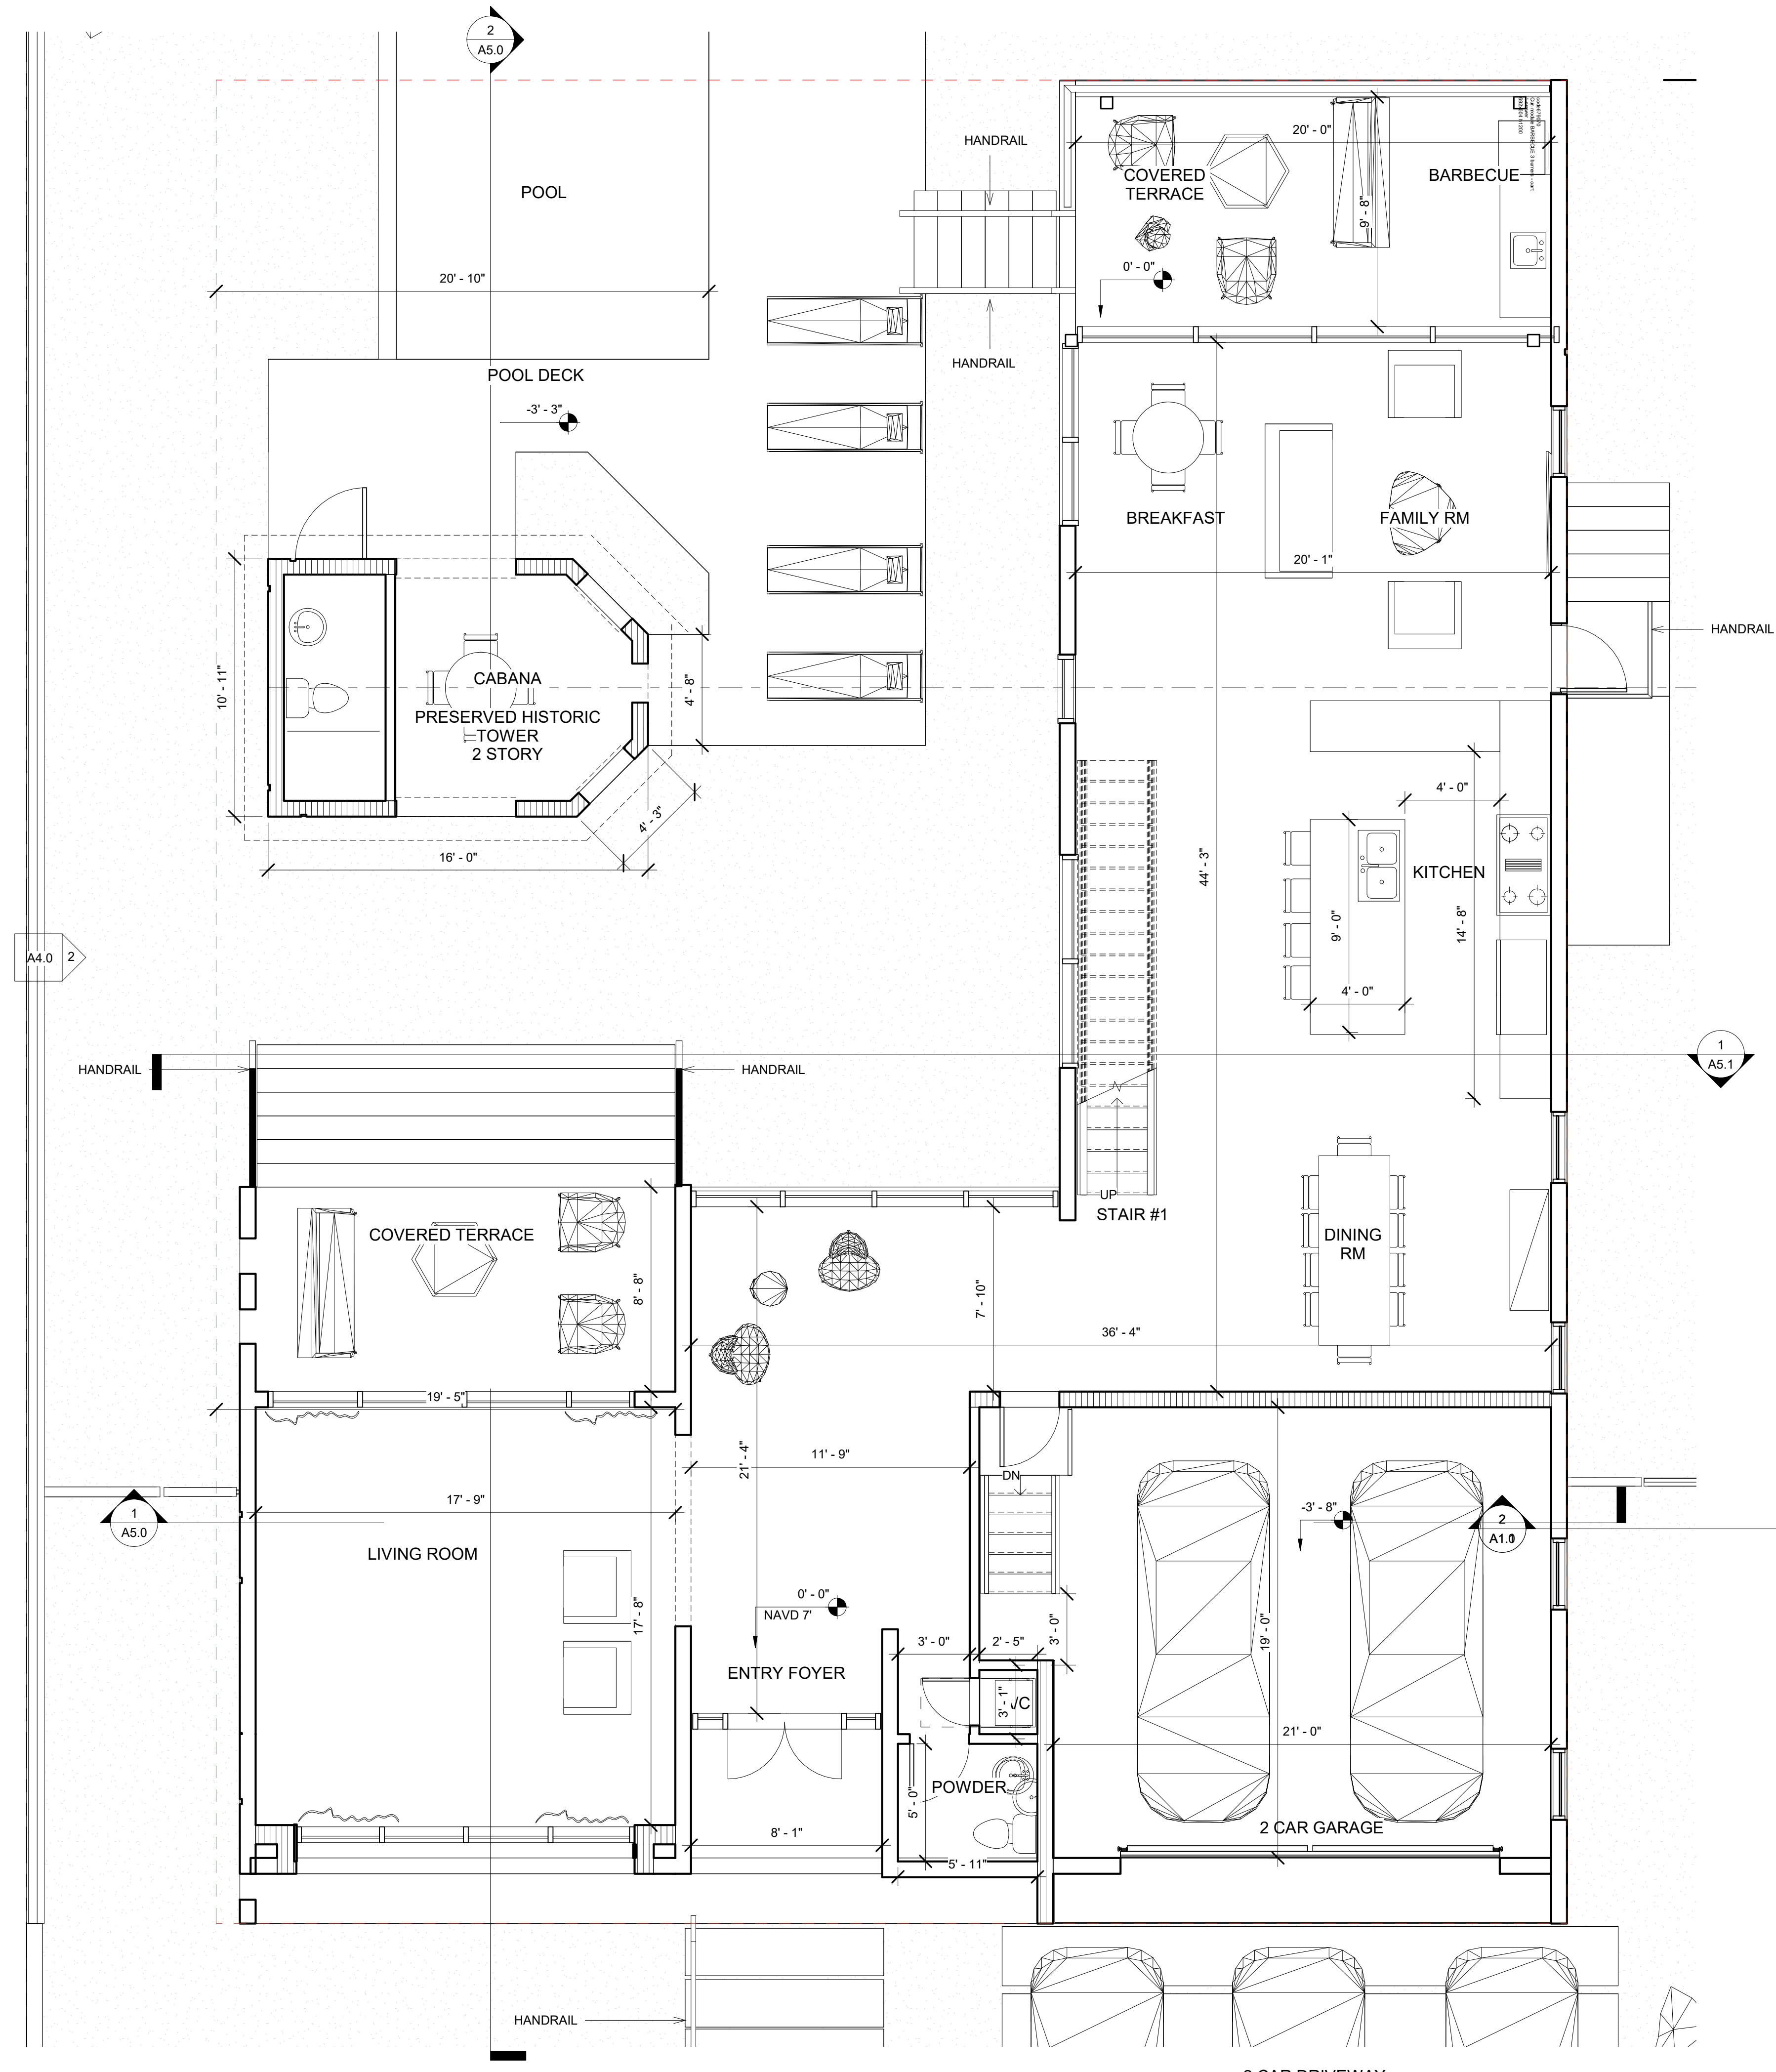 2
A5.0
HANDRAIL
20' - 0"
COVERED
TERRACE
BARBECUE
POOL
9' - 8"
0' - 0"
20' - 10"
HANDRAIL
POOL DECK
-3' - 3"
BREAKFAST
FAMILY RM
20' - 1"
HANDRAIL
10' - 11"
CABANA
PRESERVED HISTORIC
TOWER
2 STORY
4' - 8"
4' - 3"
16' - 0"
4' - 0"
44' - 3"
KITCHEN
9' - 0"
14' - 8"
A4.0
2
4' - 0"
HANDRAIL
HANDRAIL
1
A5.1
UP
STAIR #1
COVERED TERRACE
DINING
RM
8' - 8"
7' - 10"
36' - 4"
19' - 5"
21' - 4"
11' - 9"
DN
17' - 9"
1
A5.0
-3' - 8"
2
LIVING ROOM
0' - 0"
NAVD 7'
17' - 8"
3' - 0"
2' - 5"
3' - 0"
19' - 0"
ENTRY FOYER
3' - 1"
21' - 0"
POWDER
5' - 0"
8' - 1"
2 CAR GARAGE
5' - 11"
HANDRAIL